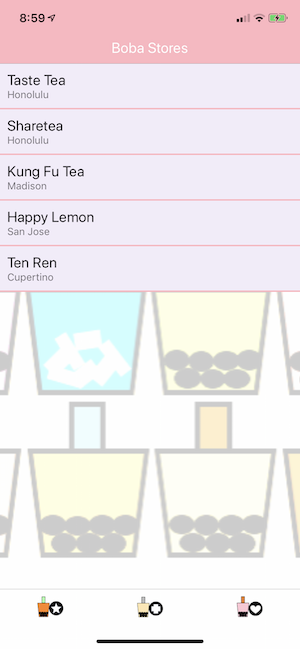 8:59
Boba Stores
Taste Tea
Honolulu
Sharetea
Honolulu
Kung Fu Tea
Madison
Happy Lemon
San Jose
Ten Ren
Cupertino